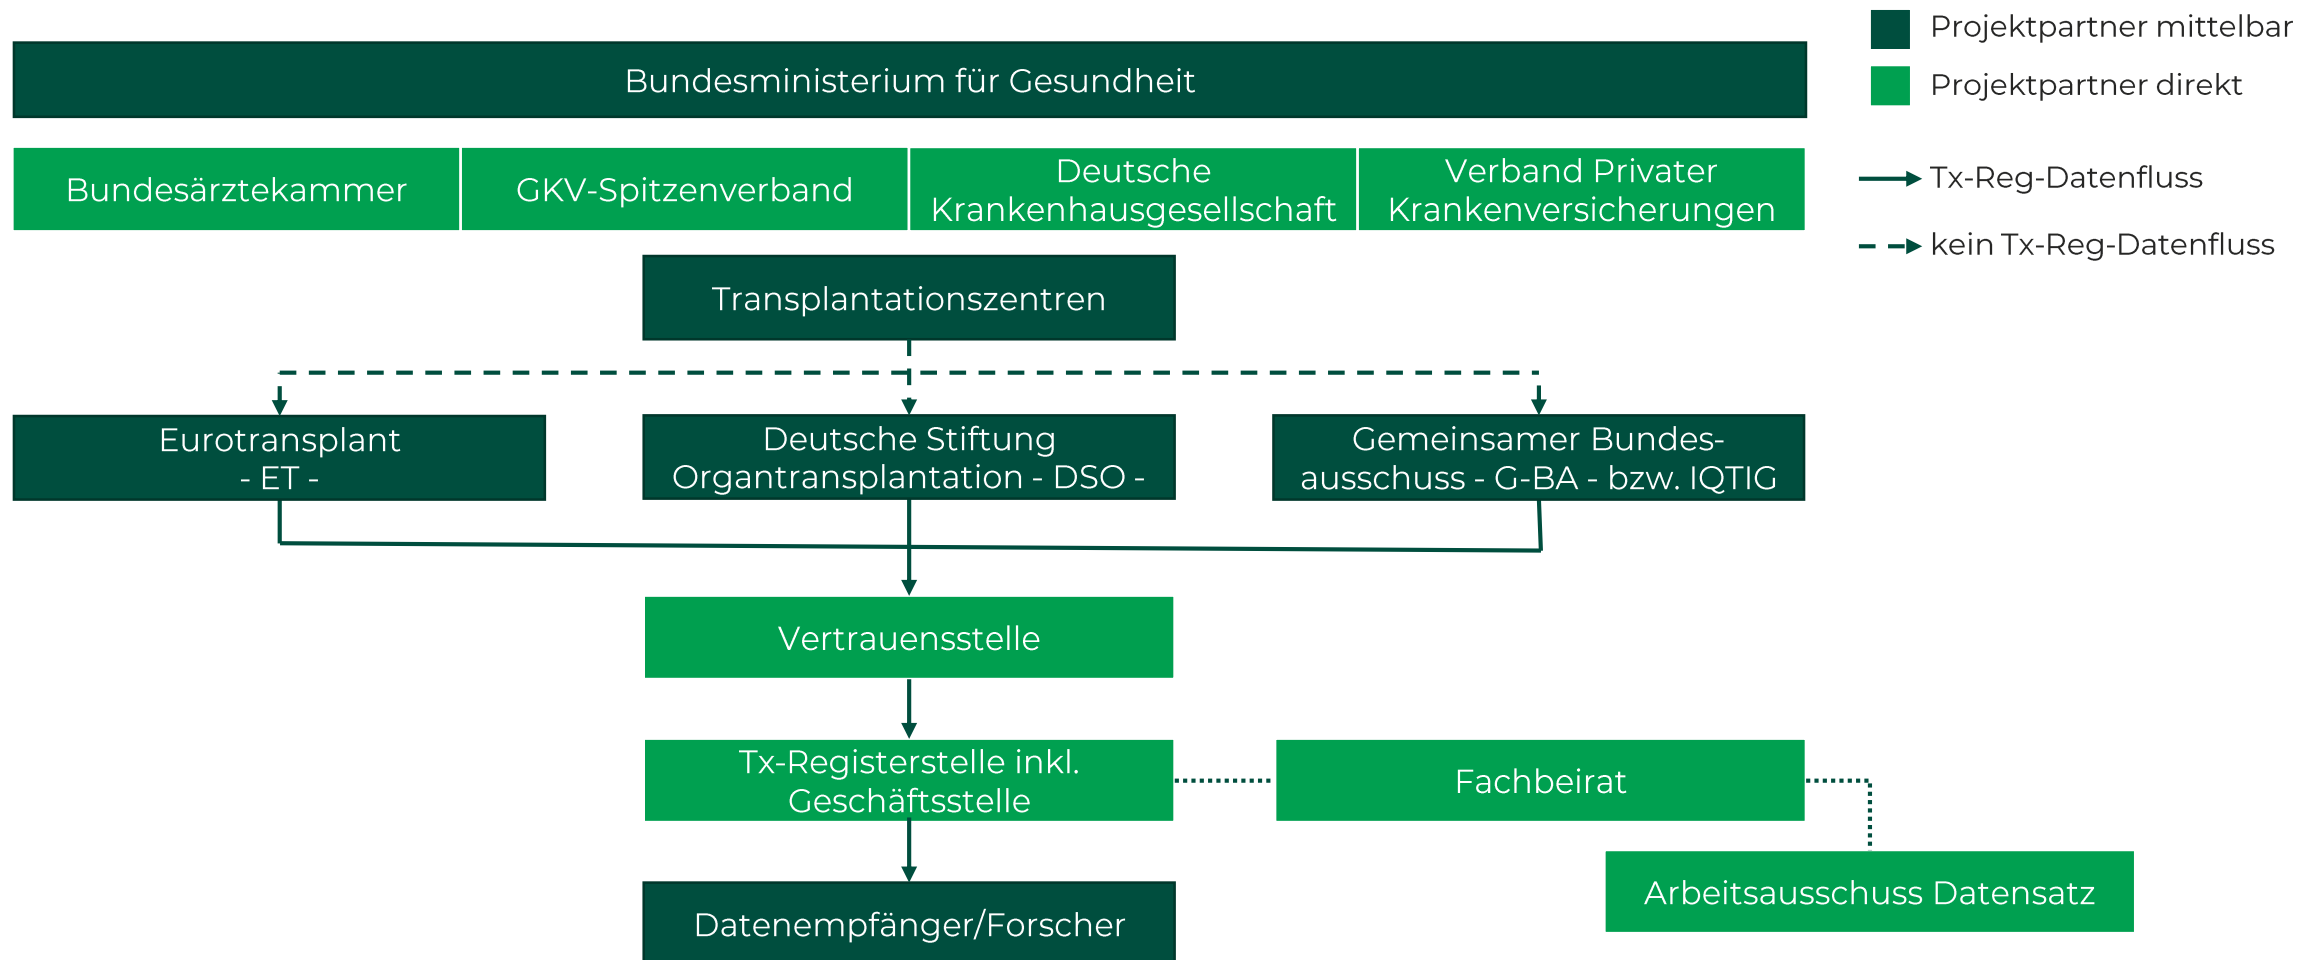 Projektpartner mittelbar
Bundesministerium für Gesundheit
Projektpartner direkt
Bundesärztekammer
GKV-Spitzenverband
Deutsche
Krankenhausgesellschaft
Verband Privater
Krankenversicherungen
Tx-Reg-Datenfluss
kein Tx-Reg-Datenfluss
Transplantationszentren
Eurotransplant
- ET -
Deutsche Stiftung
Organtransplantation - DSO -
Gemeinsamer Bundes-
ausschuss - G-BA - bzw. IQTIG
Vertrauensstelle
Tx-Registerstelle inkl.
Geschäftsstelle
Fachbeirat
Arbeitsausschuss Datensatz
Datenempfänger/Forscher